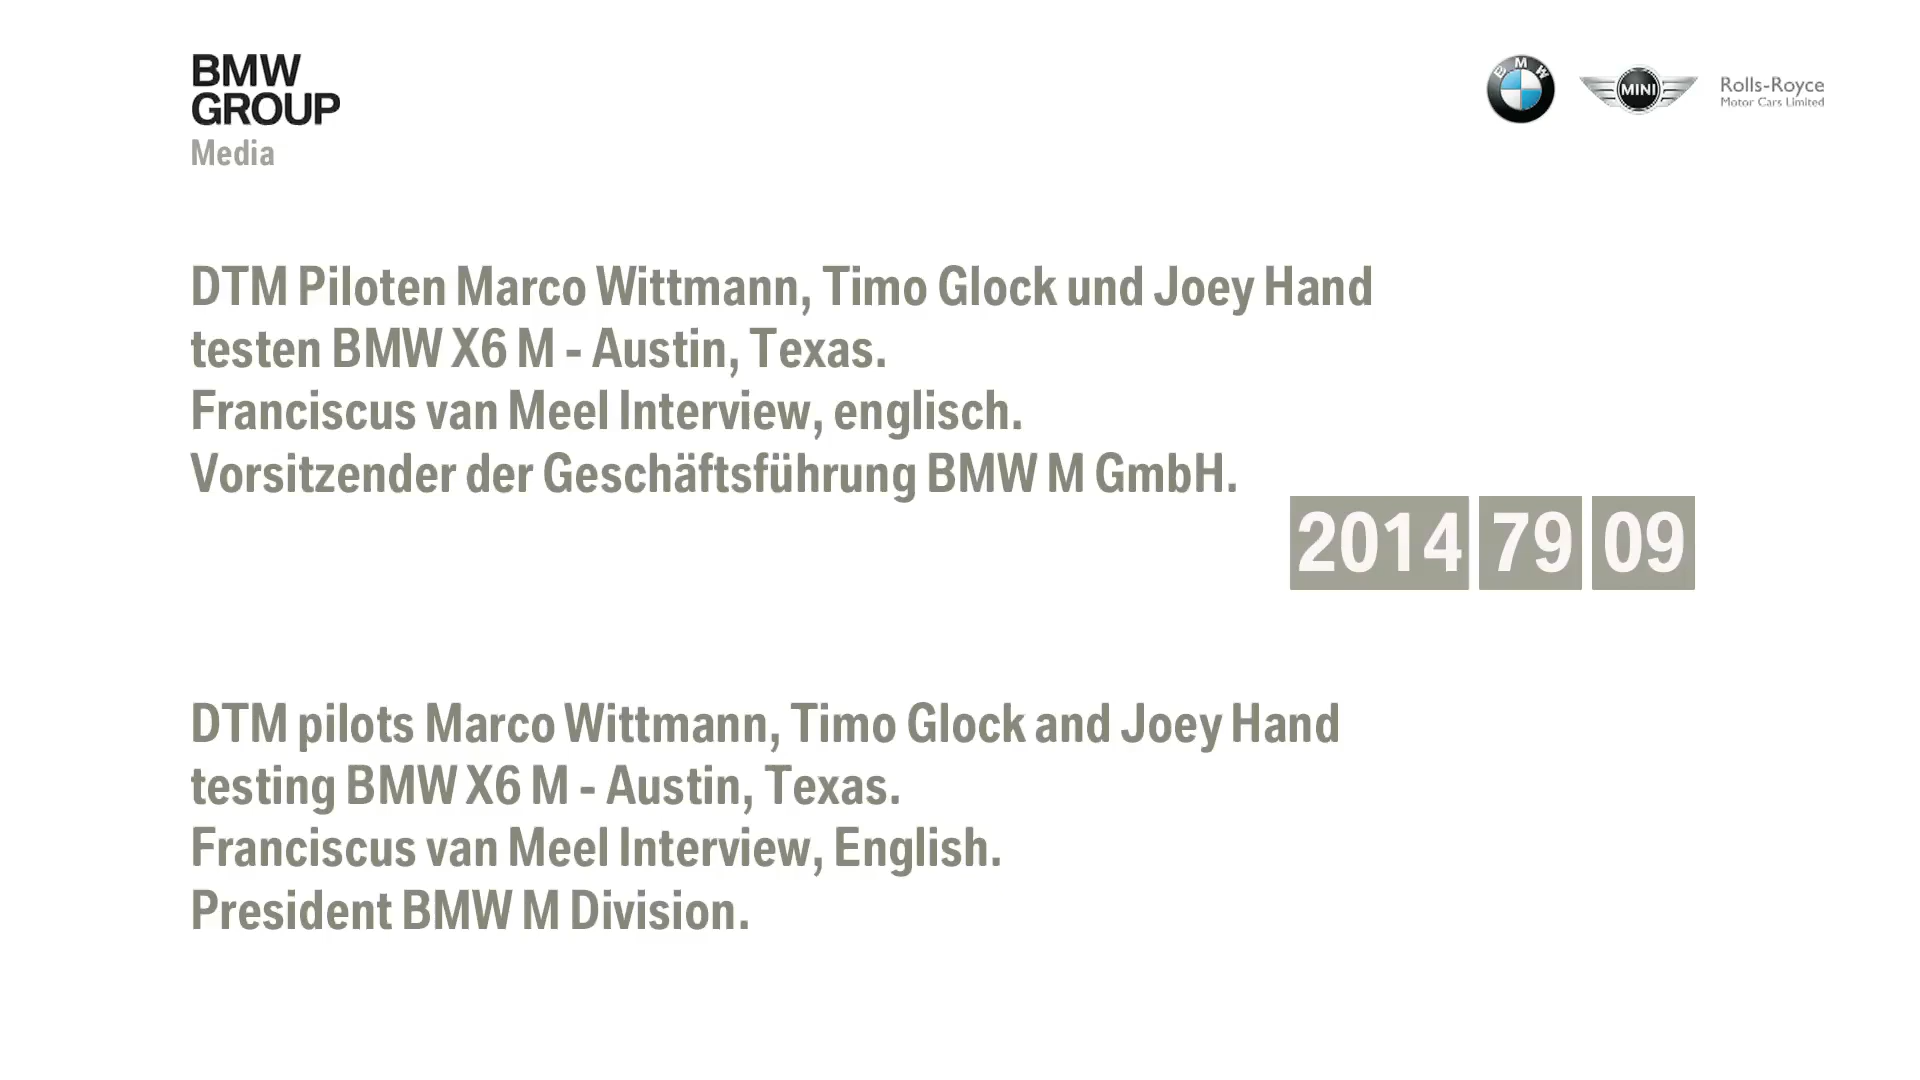 BMW
GROUP
Media
BMW
MINI
Rolls-Royce
Motor Cars Limited
DTM Piloten Marco Wittmann, Timo Glock und Joey Hand
testen BMW X6 M - Austin, Texas.
Franciscus van Meel Interview, englisch.
Vorsitzender der Geschäftsführung BMW M GmbH.
2014 79 09
DTM pilots Marco Wittmann, Timo Glock and Joey Hand
testing BMW X6 M - Austin, Texas.
Franciscus van Meel Interview, English.
President BMW M Division.